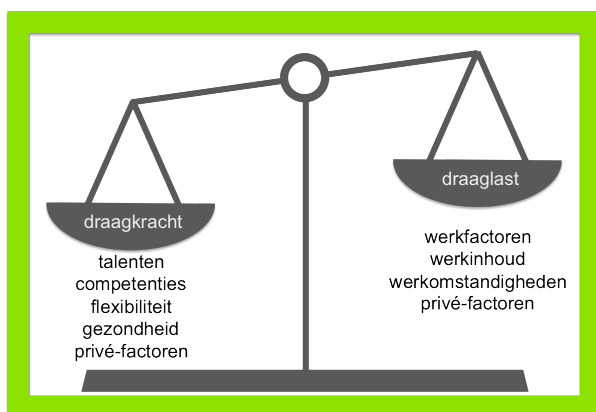 draagkracht
talenten
competenties
flexibiliteit
gezondheid
privé-factoren
draaglast
werkfactoren
werkinhoud
werkomstandigheden
privé-factoren